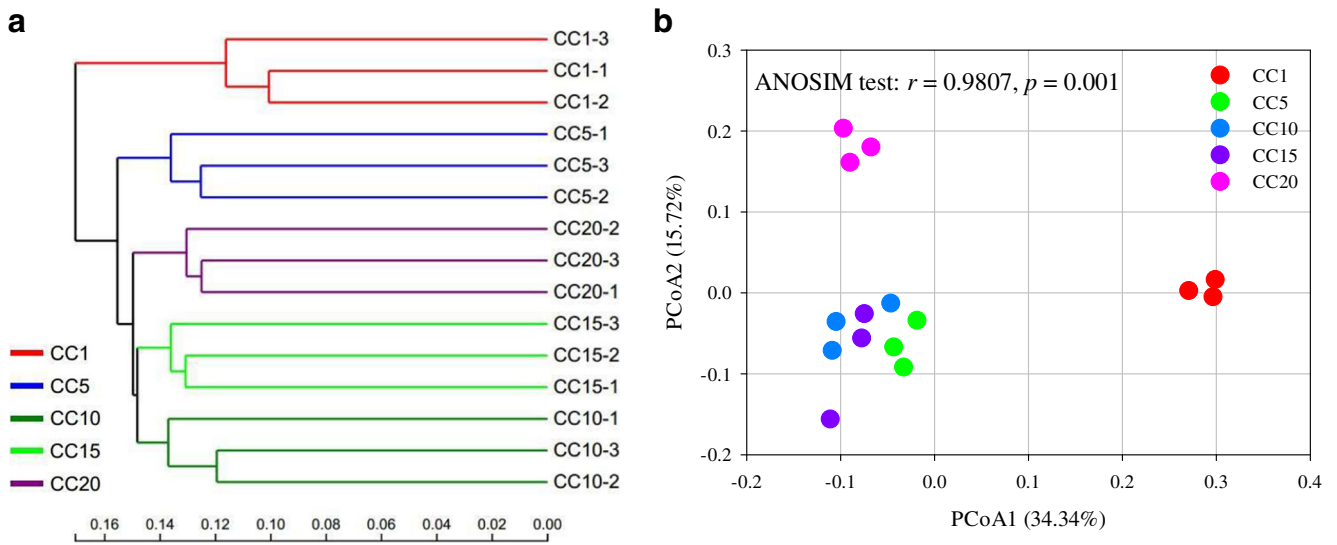 a
CC1-3
CC1-1
CC1-2
CC5-1
CC5-3
CC5-2
CC20-2
CC20-3
CC20-1
CC15-3
CC15-2
CC15-1
CC10-1
CC10-3
CC10-2
CC1
CC5
CC10
CC15
CC20
0.16 0.14 0.12 0.10 0.08 0.06 0.04 0.02 0.00
b
ANOSIM test: r = 0.9807, p = 0.001
CC1
CC5
CC10
CC15
CC20
PCoA2 (15.72%)
0.3
0.2
0.1
0.0
-0.1
-0.2
-0.2 -0.1 0.0 0.1 0.2 0.3 0.4
PCoA1 (34.34%)